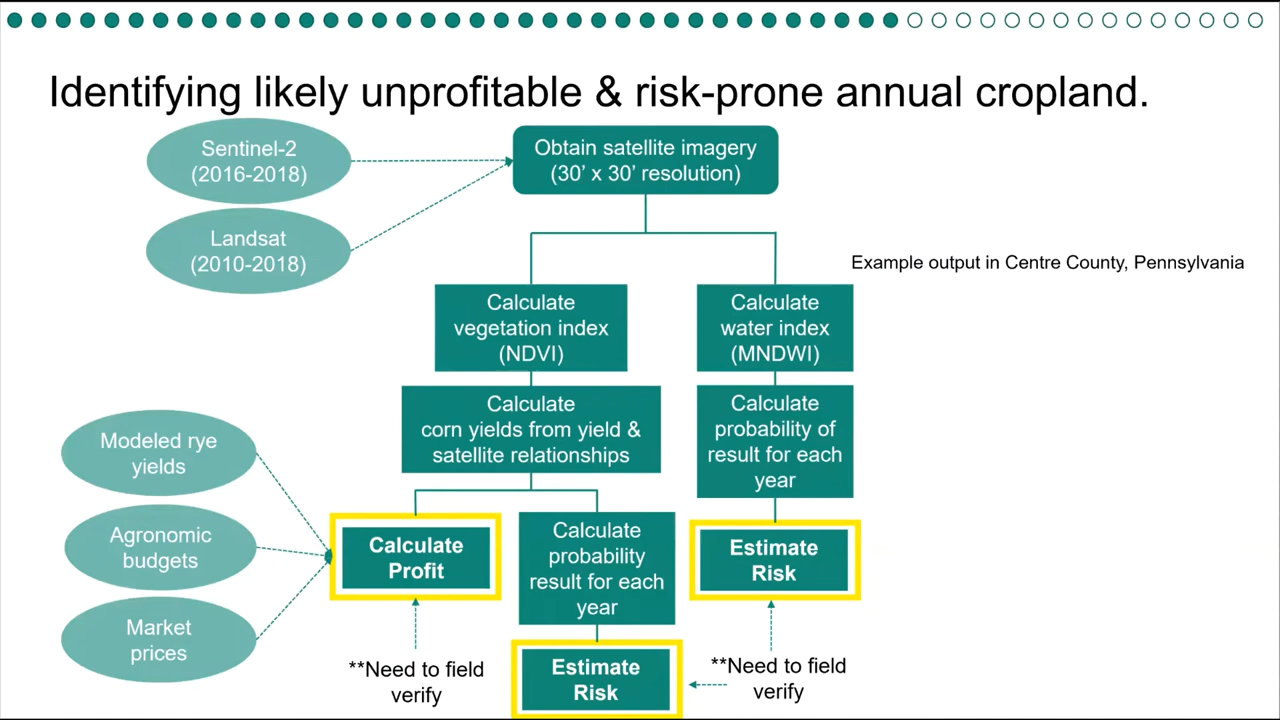 Identifying likely unprofitable & risk-prone annual cropland.
Sentinel-2
(2016-2018)
Obtain satellite imagery
(30’ x 30’ resolution)
Landsat
(2010-2018)
Example output in Centre County, Pennsylvania
Calculate
vegetation index
(NDVI)
Calculate
water index
(MNDWI)
Calculate
corn yields from yield &
satellite relationships
Calculate
probability of
result for each
year
Modeled rye
yields
Agronomic
budgets
Market
prices
Calculate
Profit
Calculate
probability
result for each
year
Estimate
Risk
**Need to field
verify
Estimate
Risk
**Need to field
verify